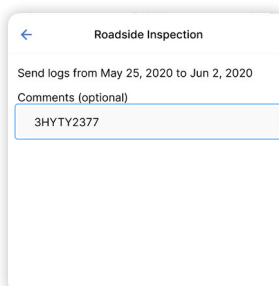 Roadside Inspection
Send logs from May 25, 2020 to Jun 2, 2020
Comments (optional)
3HYTY2377